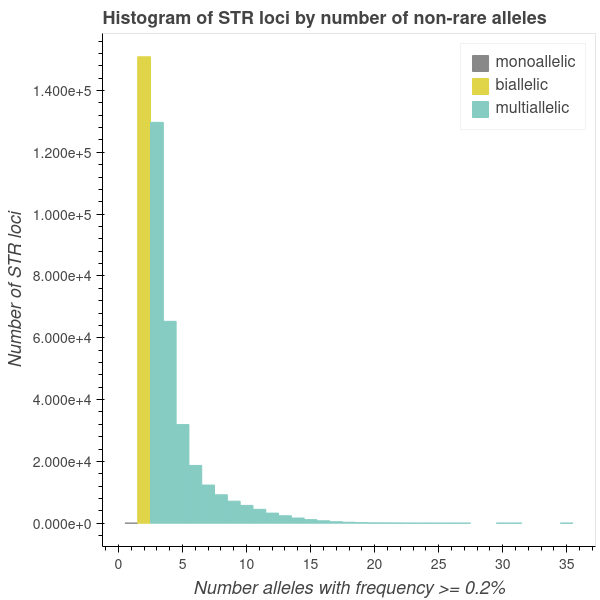 Histogram of STR loci by number of non-rare alleles
monoallelic
biallelic
multiallelic
Number of STR loci
1.400e+5
1.200e+5
1.000e+5
8.000e+4
6.000e+4
4.000e+4
2.000e+4
0.000e+0
0 5 10 15 20 25 30 35
Number alleles with frequency >= 0.2%